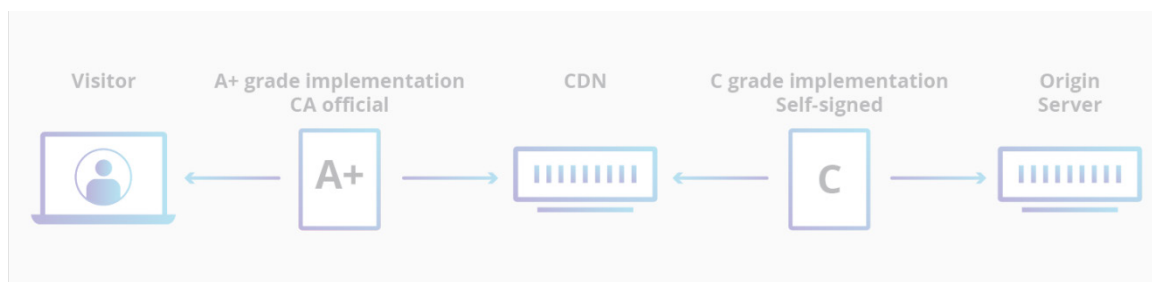 Visitor
A+ grade implementation
CA official
CDN
C grade implementation
Self-signed
Origin
Server
A+
C